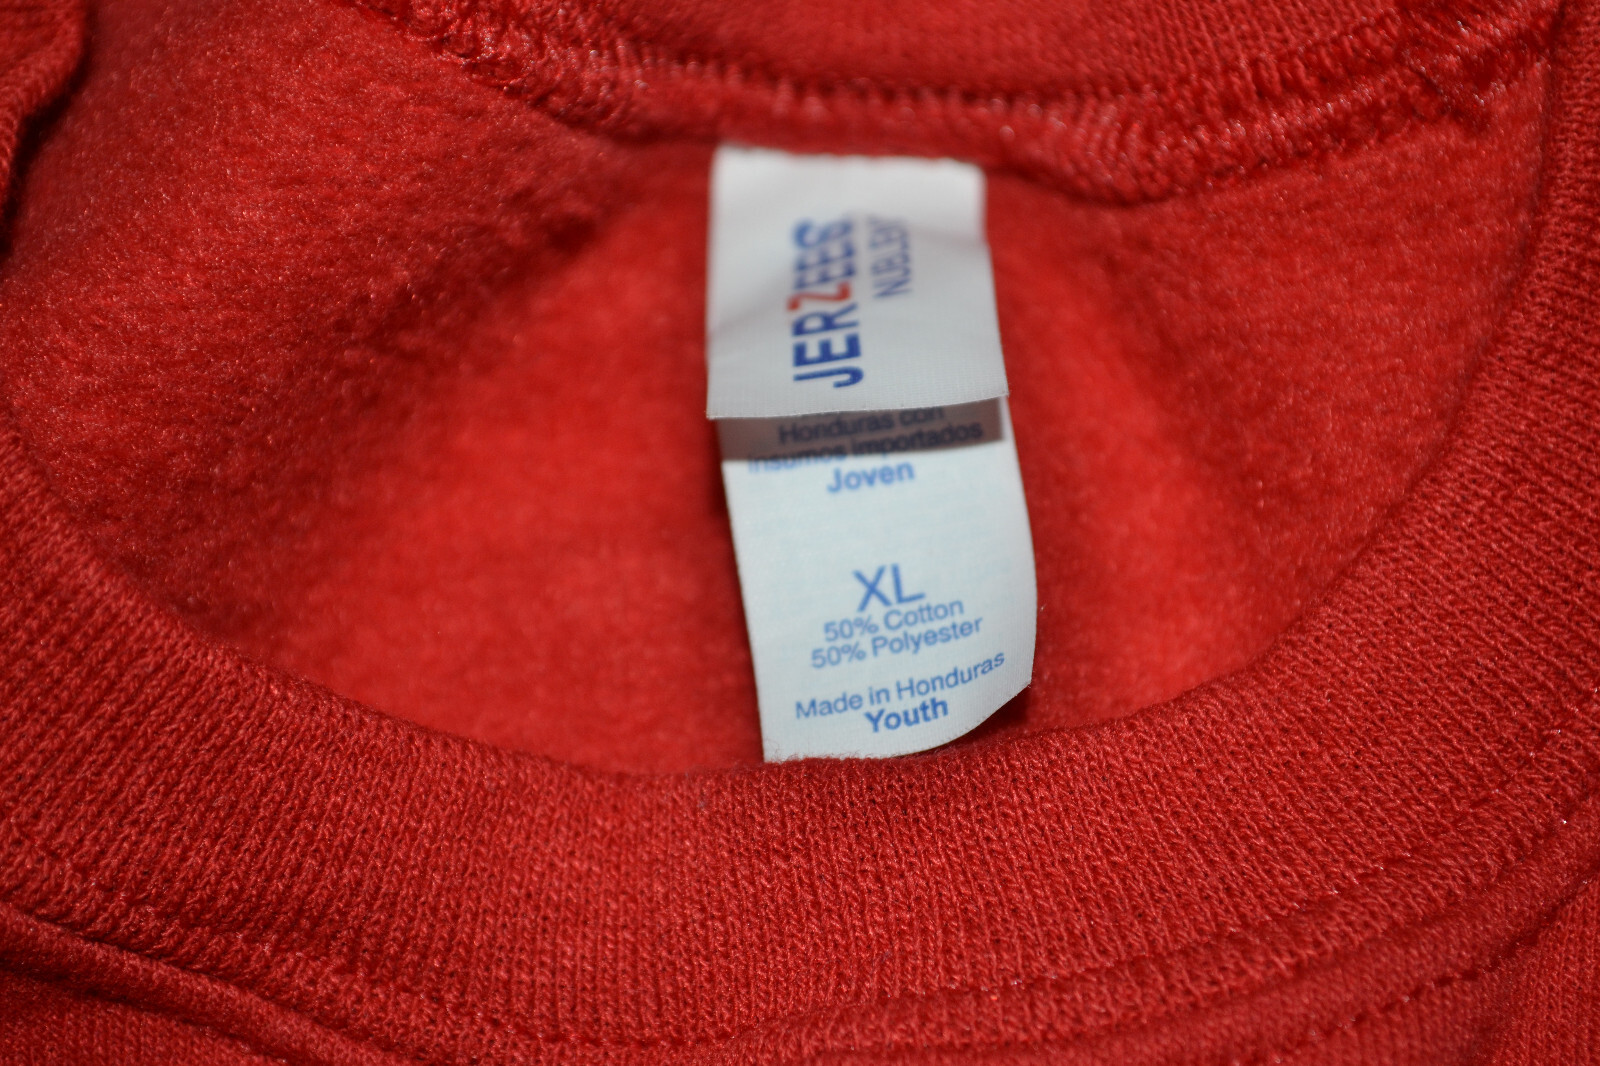 JERZEES
NUBLEND
Honduras con
insumos importados
Joven
XL
50% Cotton
50% Polyester
Made in Honduras
Youth